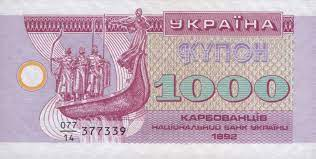 УКРАЇНА
КУПОН
1000
КАРБОВАНЦІВ
НАЦІОНАЛЬНИЙ БАНК УКРАЇНИ
1992
077
14
377339